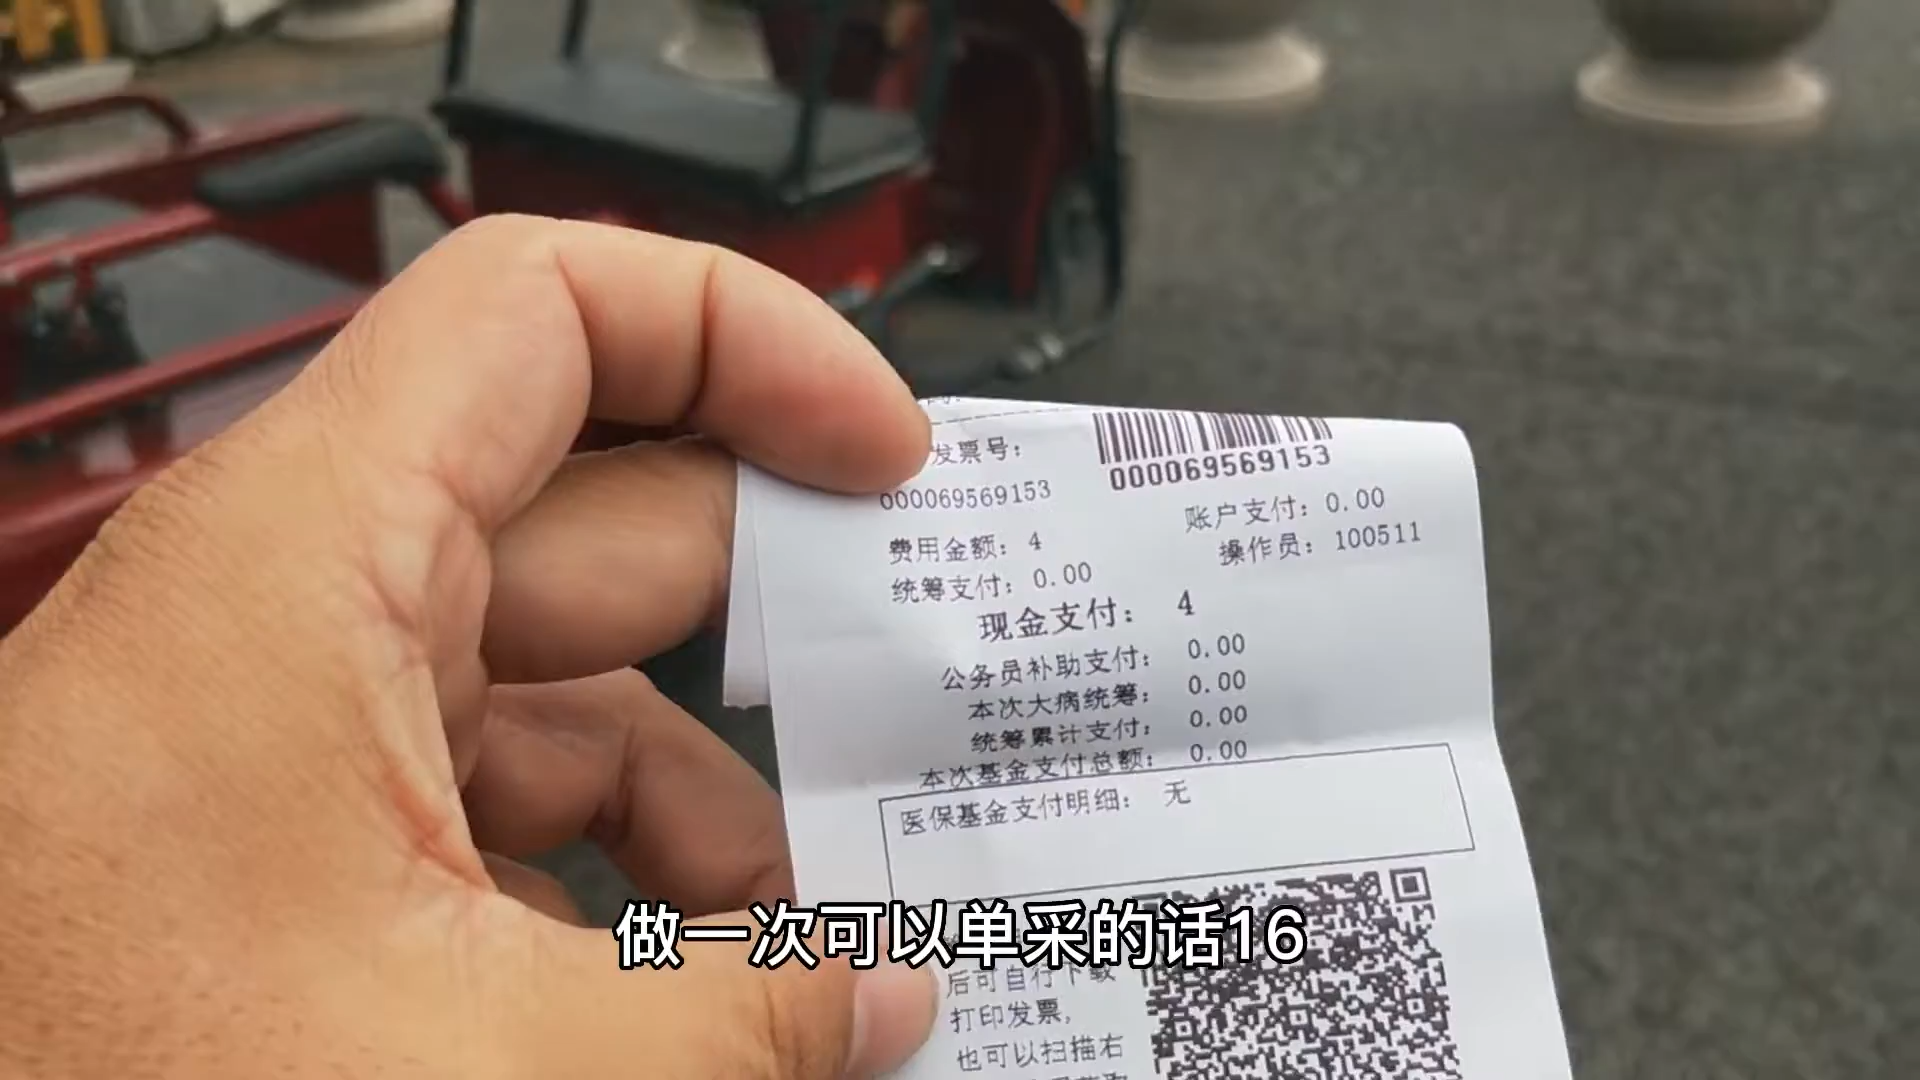 发票号：
000069569153
000069569153
费用金额： 4
账户支付：0.00
统筹支付：0.00
操作员：100511
现金支付： 4
公务员补助支付： 0.00
本次大病统筹： 0.00
统筹累计支付： 0.00
本次基金支付总额： 0.00
医保基金支付明细： 无
做一次可以单采的话16
后可自行下载
打印发票，
也可以扫描右